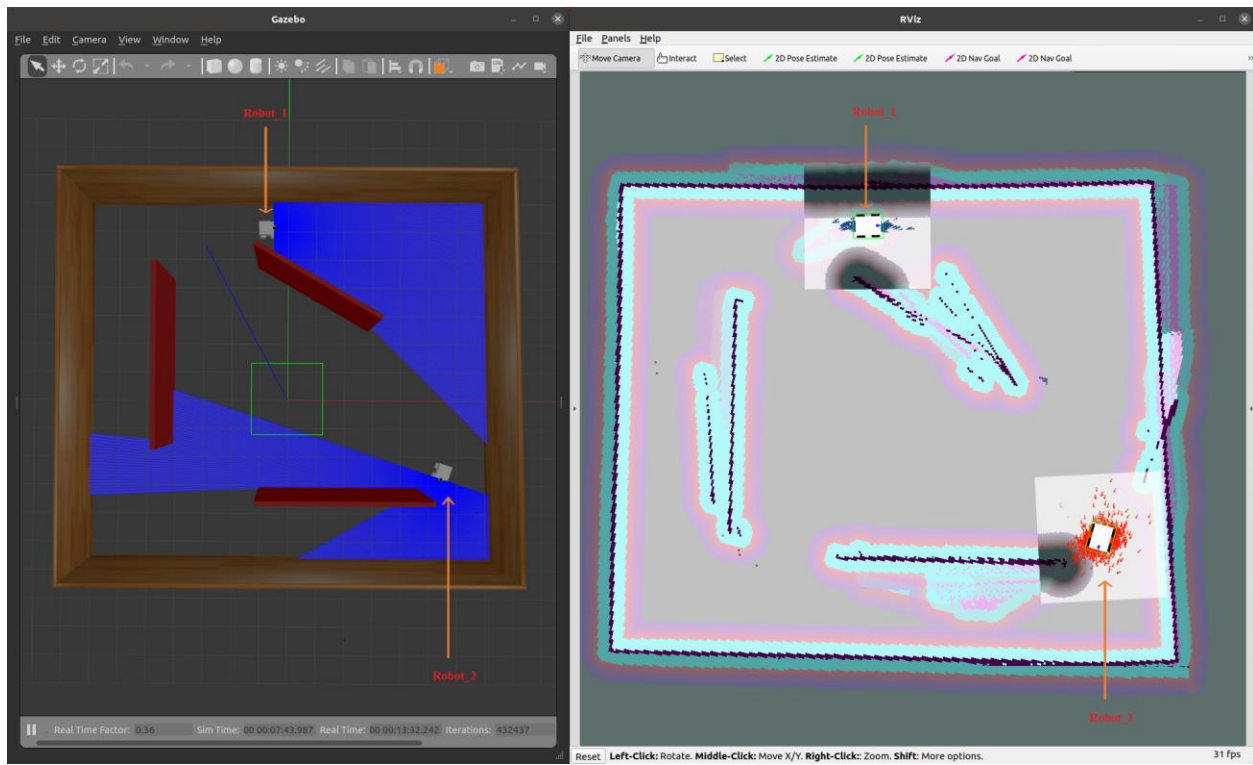 Gazebo
File Edit Camera View Window Help
Robot_1
Robot_2
Real Time Factor: 0.36 Sim Time: 00 00:07:43.987 Real Time: 00 00:13:32.242 Iterations: 432437
RViz
File Panels Help
Move Camera Interact Select 2D Pose Estimate 2D Pose Estimate 2D Nav Goal 2D Nav Goal
Robot_1
Robot_2
Reset Left-Click: Rotate. Middle-Click: Move X/Y. Right-Click:: Zoom. Shift: More options. 31 fps